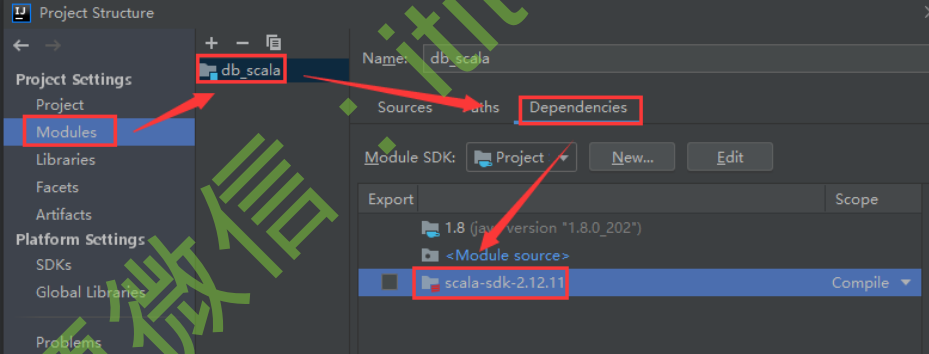 Project Structure
Project Settings
Project
Modules
Libraries
Facets
Artifacts
Platform Settings
SDKs
Global Libraries
Problems
db_scala
Name: db_scala
Sources
Dependencies
Module SDK: Project New... Edit
Export Scope
1.8 (java version "1.8.0_202")
<Module source>
scala-sdk-2.12.11 Compile
微信:itit